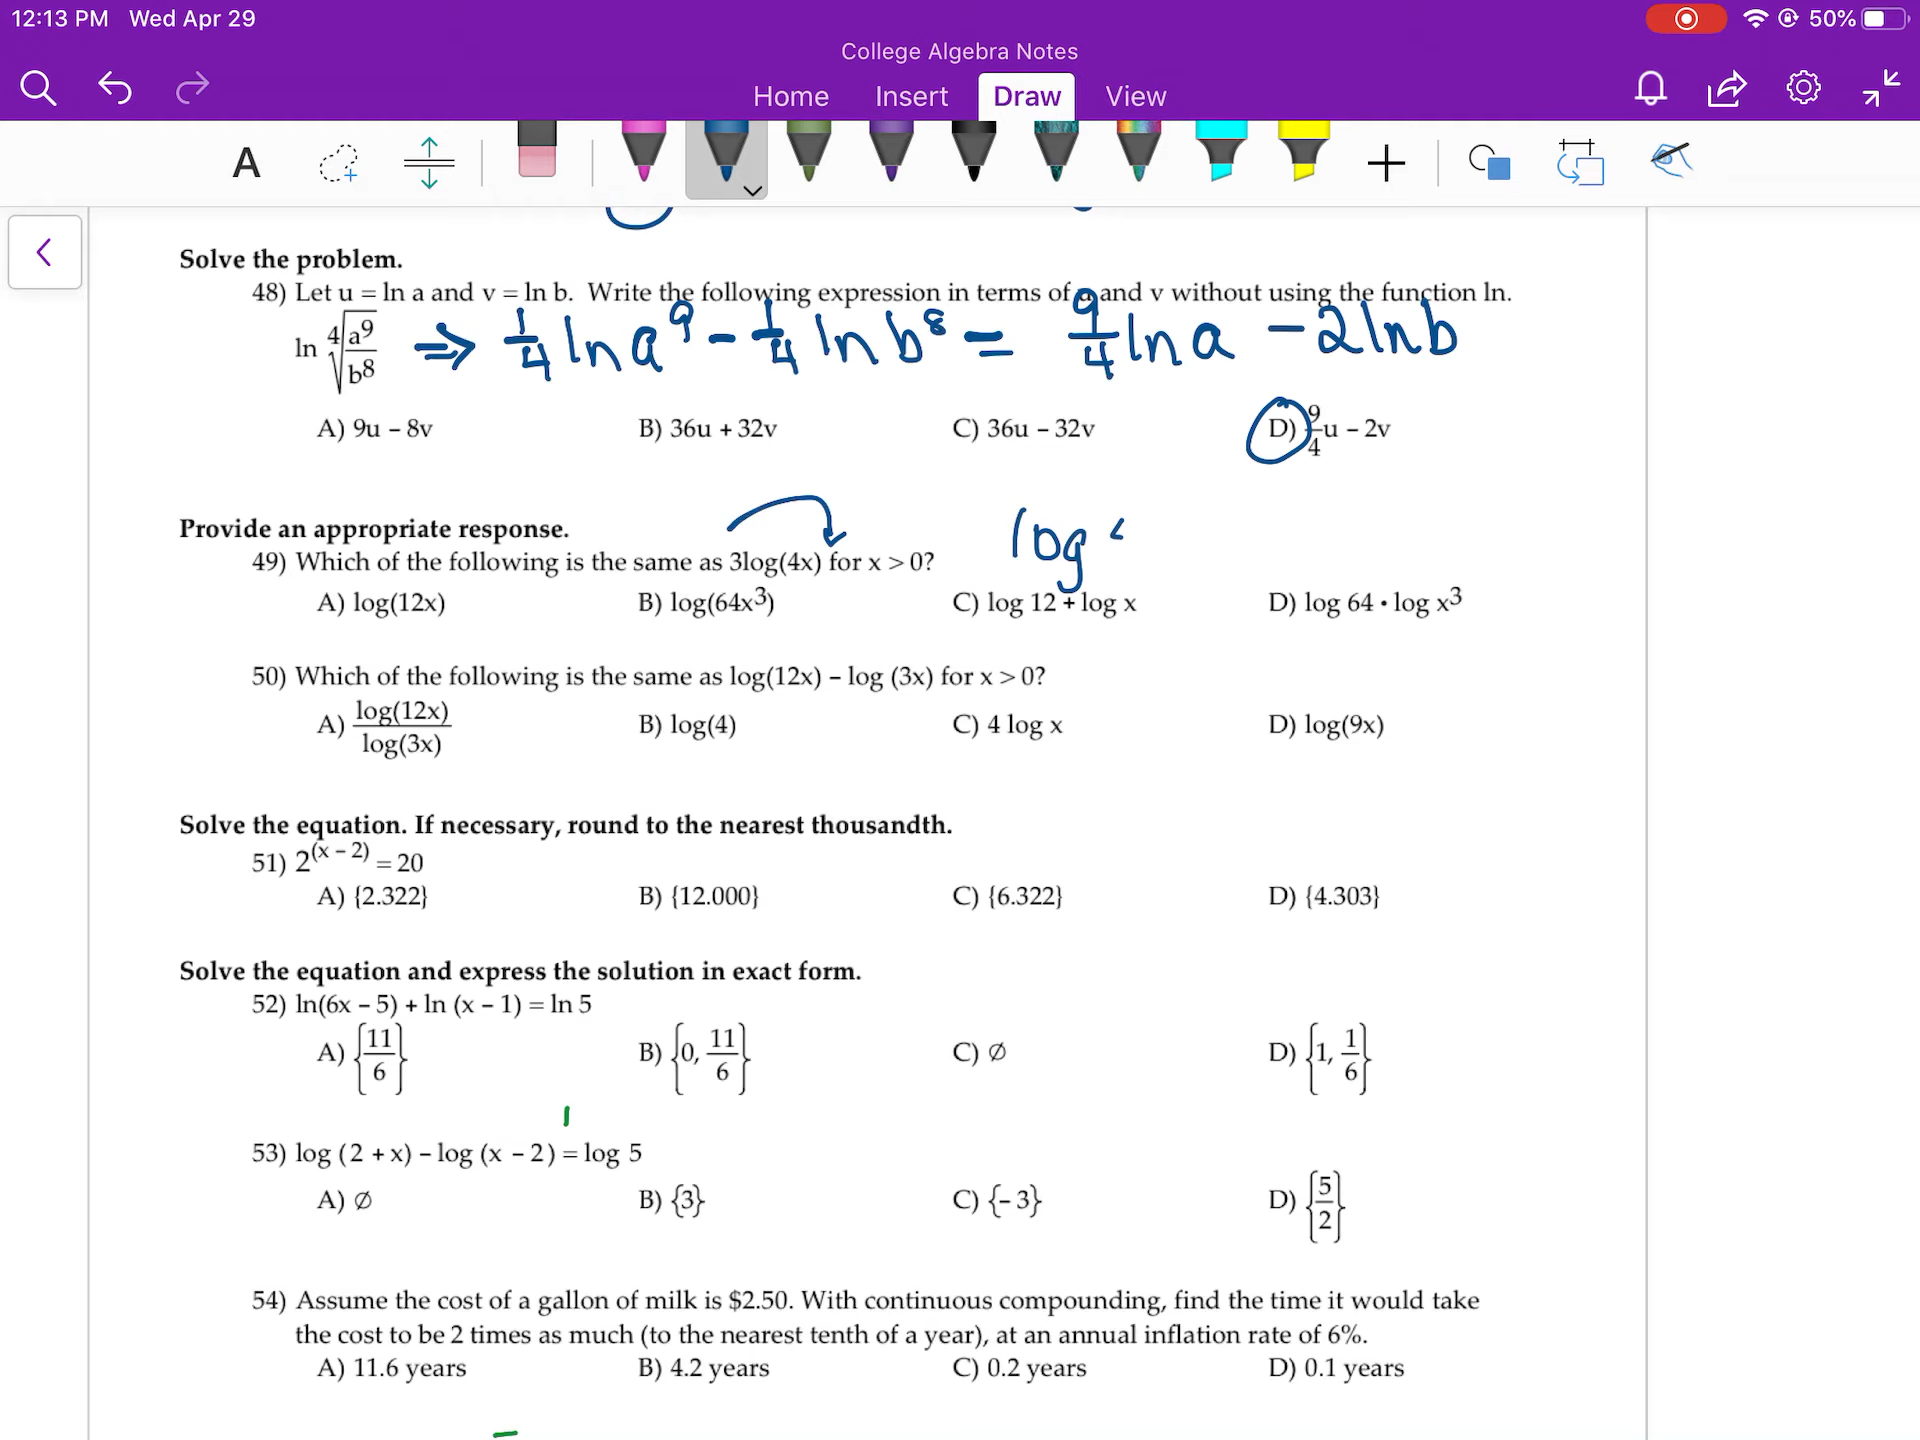 12:13 PM Wed Apr 29
50%
College Algebra Notes
Home Insert Draw View
A
Solve the problem.
48) Let u = ln a and v = ln b. Write the following expression in terms of u and v without using the function ln.
ln ∜(a⁹/b⁸) ⇒ 1/4 ln a⁹ - 1/4 ln b⁸ = 9/4 ln a - 2 ln b
A) 9u – 8v B) 36u + 32v C) 36u – 32v D) 9/4 u – 2v
Provide an appropriate response.
log
49) Which of the following is the same as 3log(4x) for x > 0?
A) log(12x) B) log(64x³) C) log 12 + log x D) log 64 • log x³
50) Which of the following is the same as log(12x) – log (3x) for x > 0?
A) log(12x)/log(3x) B) log(4) C) 4 log x D) log(9x)
Solve the equation. If necessary, round to the nearest thousandth.
51) 2^(x – 2) = 20
A) {2.322} B) {12.000} C) {6.322} D) {4.303}
Solve the equation and express the solution in exact form.
52) ln(6x – 5) + ln (x – 1) = ln 5
A) {11/6} B) {0, 11/6} C) ∅ D) {1, 1/6}
53) log (2 + x) – log (x – 2) = log 5
A) ∅ B) {3} C) {– 3} D) {5/2}
54) Assume the cost of a gallon of milk is $2.50. With continuous compounding, find the time it would take
the cost to be 2 times as much (to the nearest tenth of a year), at an annual inflation rate of 6%.
A) 11.6 years B) 4.2 years C) 0.2 years D) 0.1 years